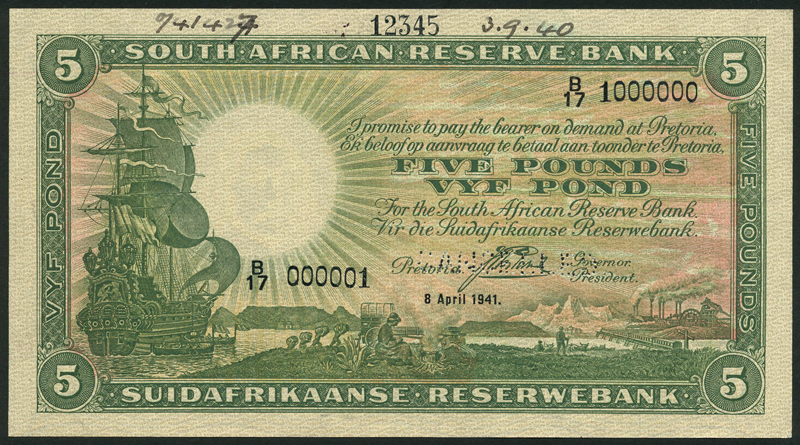 741427A 12345 3.9.40
SOUTH·AFRICAN·RESERVE·BANK
5 5
B/17 1000000
I promise to pay the bearer on demand at Pretoria.
Ek beloof op aanvraag te betaal aan toonder te Pretoria.
FIVE POUNDS
VYF POND
For the South African Reserve Bank.
Vir die Suidafrikaanse Reserwebank.
B/17 000001
Pretoria. Governor.
President.
8 April 1941.
VYF POND
FIVE POUNDS
5 5
SUIDAFRIKAANSE·RESERWEBANK